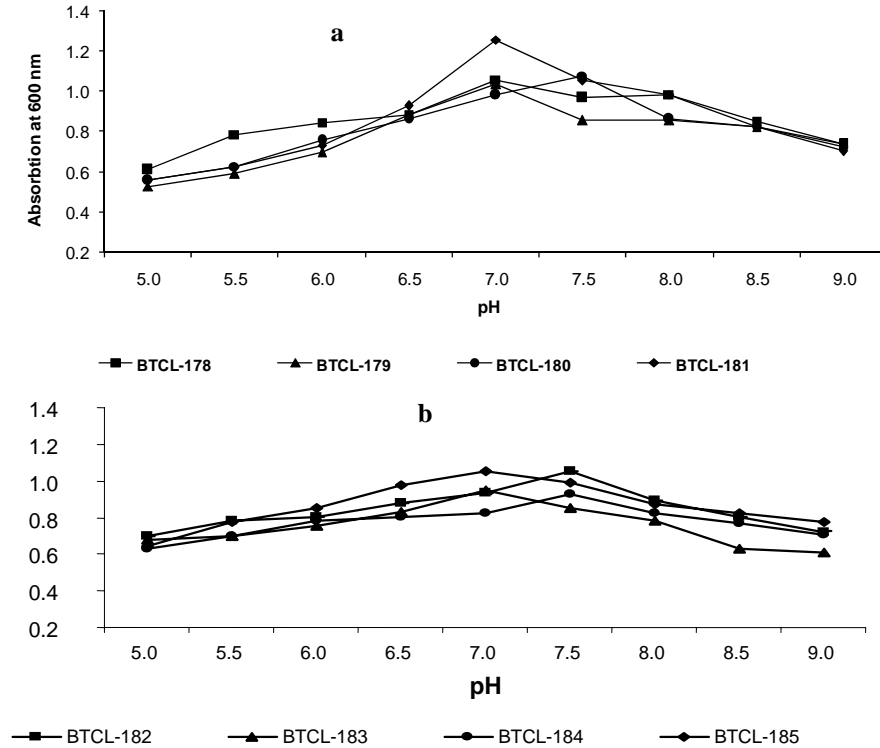 a
Absorbtion at 600 nm
1.4
1.2
1.0
0.8
0.6
0.4
0.2
5.0 5.5 6.0 6.5 7.0 7.5 8.0 8.5 9.0
pH
BTCL-178 BTCL-179 BTCL-180 BTCL-181
b
1.4
1.2
1.0
0.8
0.6
0.4
0.2
5.0 5.5 6.0 6.5 7.0 7.5 8.0 8.5 9.0
pH
BTCL-182 BTCL-183 BTCL-184 BTCL-185